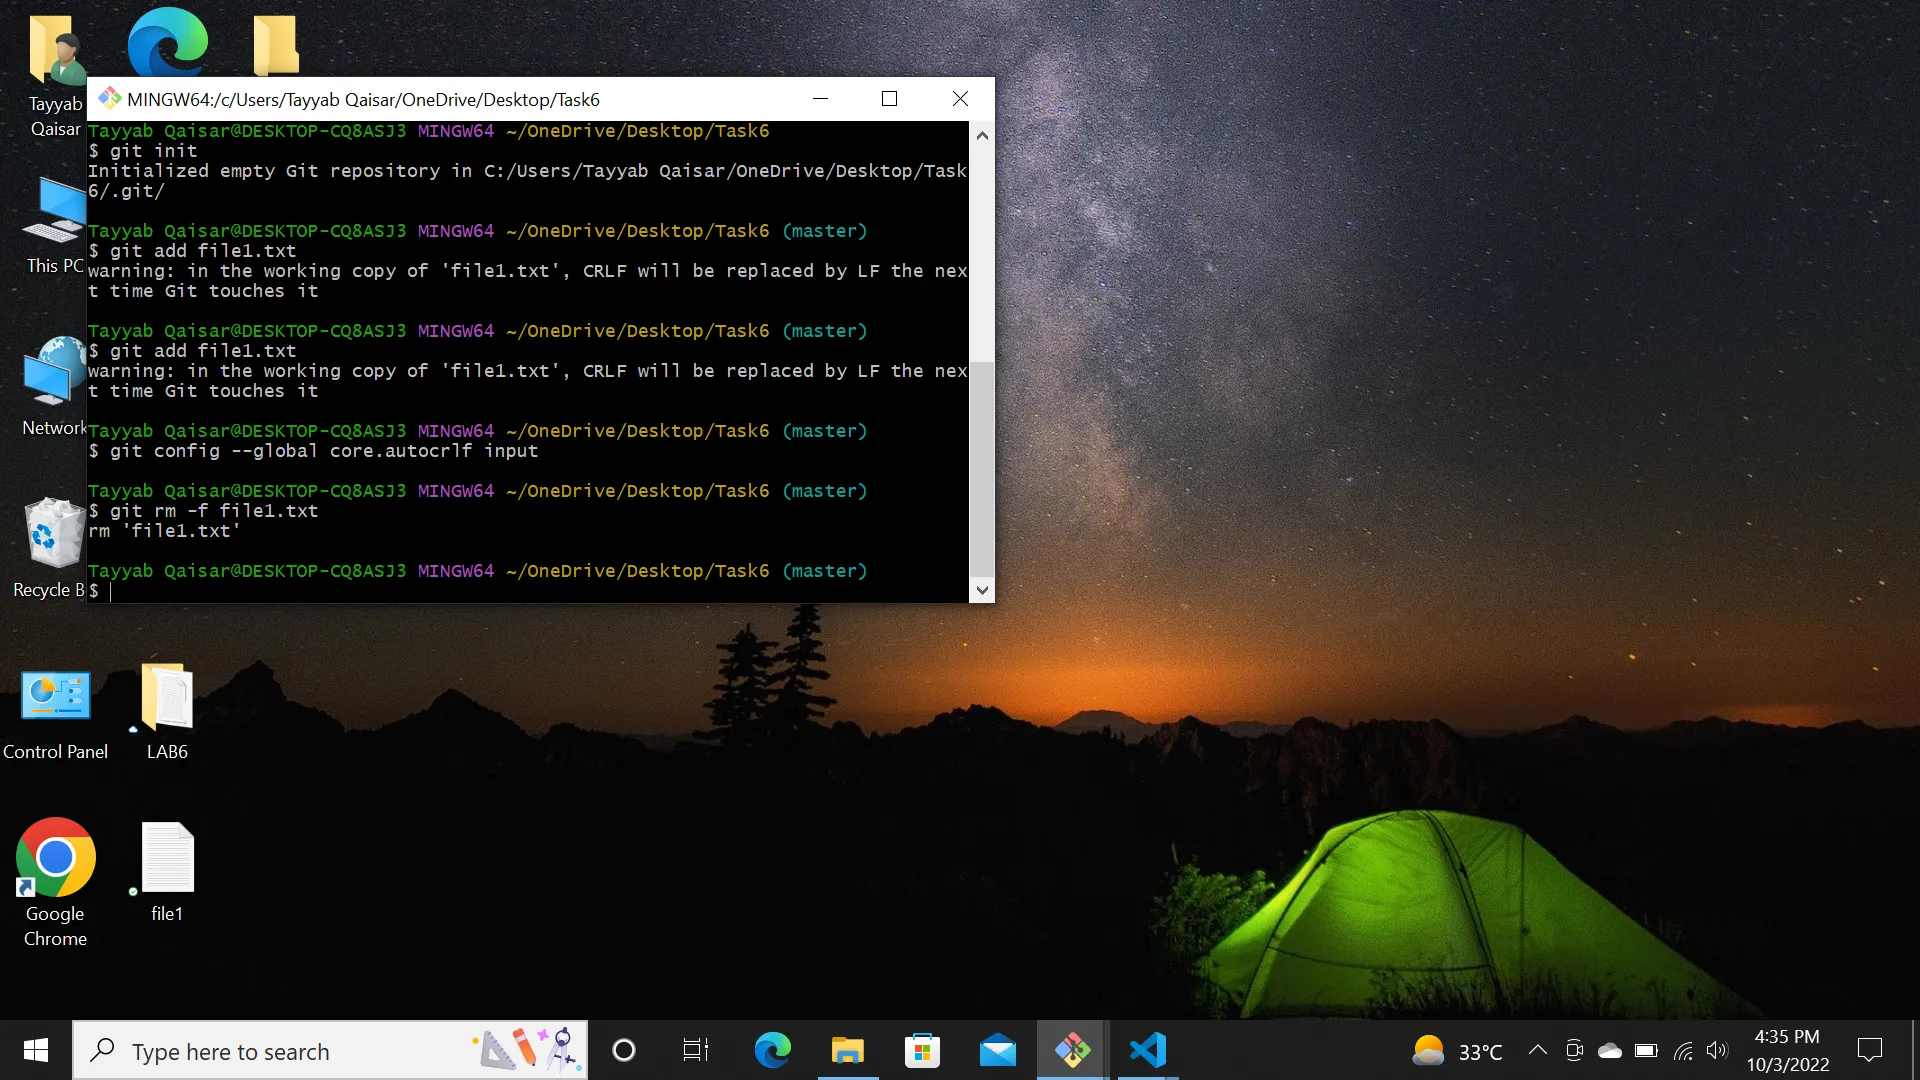 Tayyab
Qaisar
This PC
Network
Recycle B
Control Panel
LAB6
Google
Chrome
file1
MINGW64:/c/Users/Tayyab Qaisar/OneDrive/Desktop/Task6
Tayyab Qaisar@DESKTOP-CQ8ASJ3 MINGW64 ~/OneDrive/Desktop/Task6
$ git init
Initialized empty Git repository in C:/Users/Tayyab Qaisar/OneDrive/Desktop/Task
6/.git/
Tayyab Qaisar@DESKTOP-CQ8ASJ3 MINGW64 ~/OneDrive/Desktop/Task6 (master)
$ git add file1.txt
warning: in the working copy of 'file1.txt', CRLF will be replaced by LF the nex
t time Git touches it
Tayyab Qaisar@DESKTOP-CQ8ASJ3 MINGW64 ~/OneDrive/Desktop/Task6 (master)
$ git add file1.txt
warning: in the working copy of 'file1.txt', CRLF will be replaced by LF the nex
t time Git touches it
Tayyab Qaisar@DESKTOP-CQ8ASJ3 MINGW64 ~/OneDrive/Desktop/Task6 (master)
$ git config --global core.autocrlf input
Tayyab Qaisar@DESKTOP-CQ8ASJ3 MINGW64 ~/OneDrive/Desktop/Task6 (master)
$ git rm -f file1.txt
rm 'file1.txt'
Tayyab Qaisar@DESKTOP-CQ8ASJ3 MINGW64 ~/OneDrive/Desktop/Task6 (master)
$
Type here to search
33°C
4:35 PM
10/3/2022